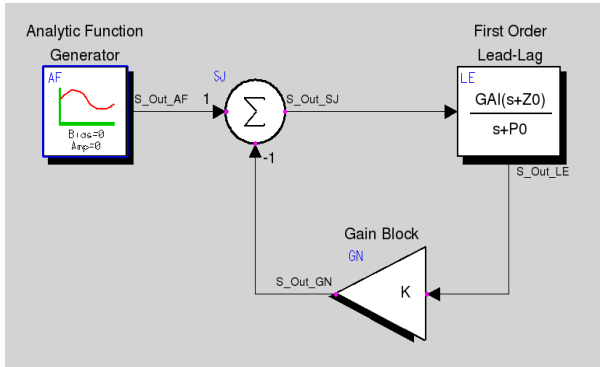 Analytic Function
Generator
First Order
Lead-Lag
AF
Bias=0
Amp=0
S_Out_AF
1
SJ
Σ
-1
S_Out_SJ
LE
GAI(s+Z0)
s+P0
S_Out_LE
Gain Block
GN
K
S_Out_GN